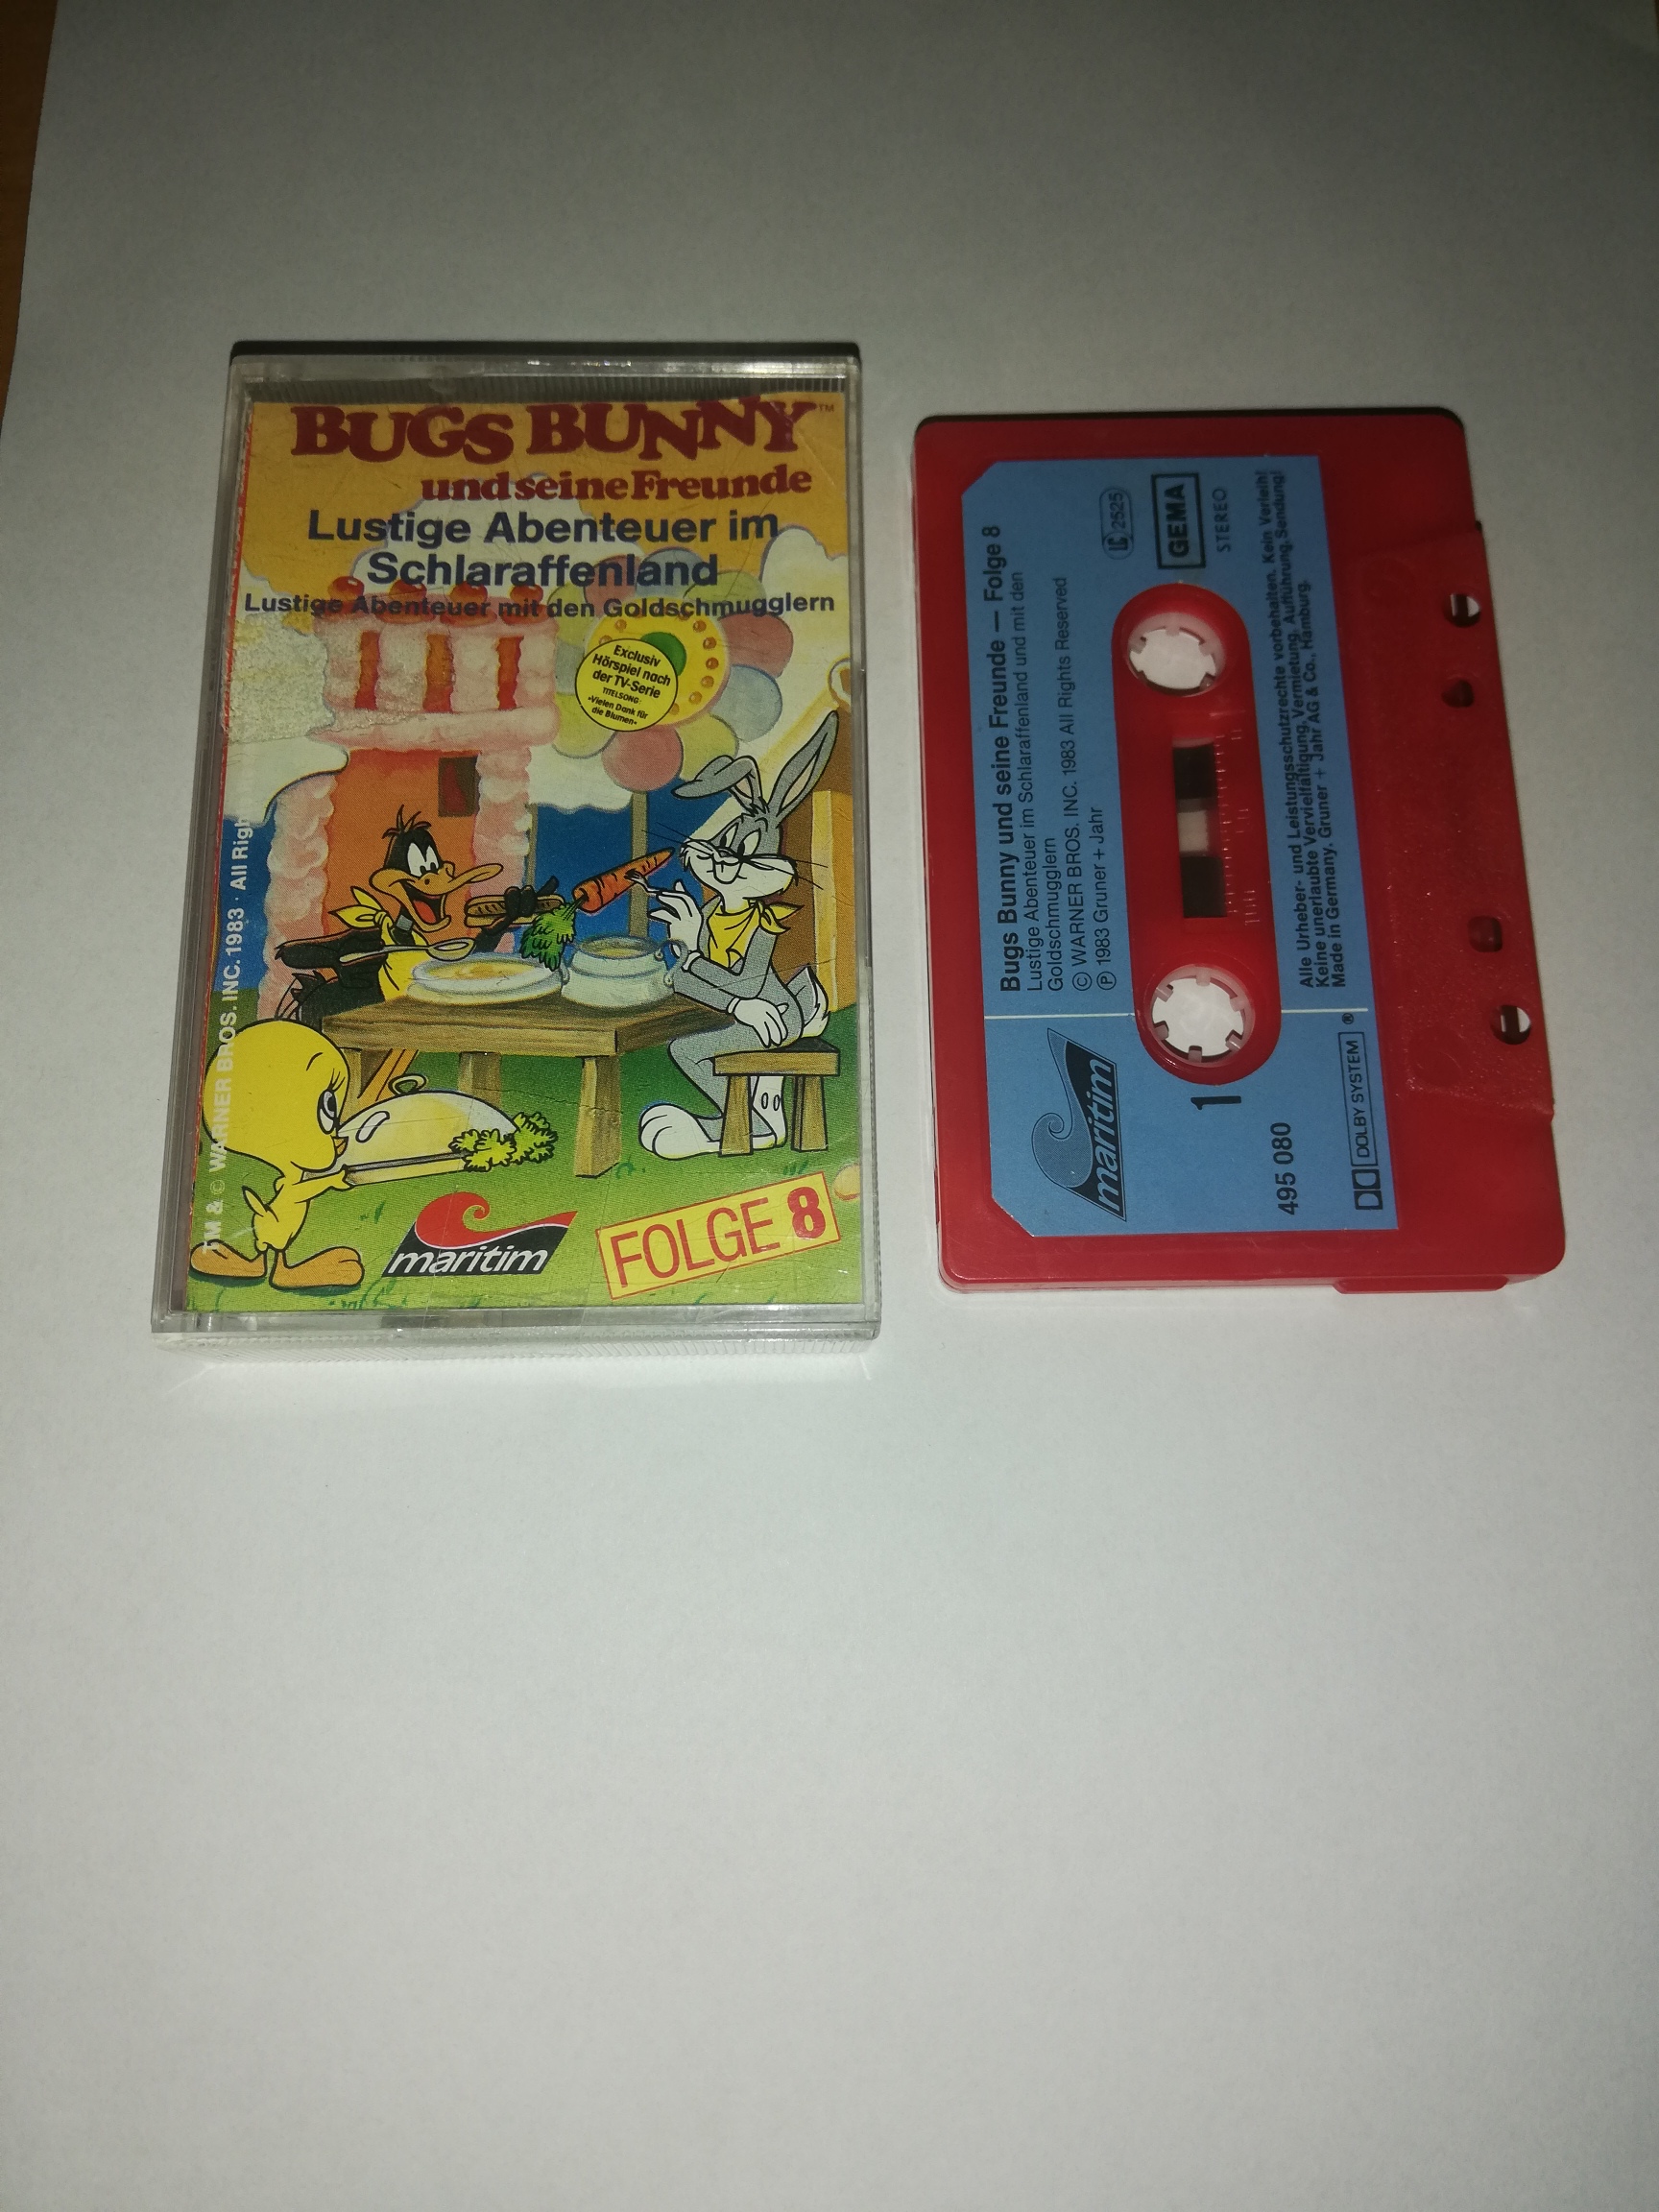 BUGS BUNNY™
und seine Freunde
Lustige Abenteuer im
Schlaraffenland
Lustige Abenteuer mit den Goldschmugglern
Exclusiv
Hörspiel nach
der TV-Serie
TITELSONG:
»Vielen Dank für
die Blumen«
TM & © WARNER BROS. INC. 1983 · All Righ
maritim
FOLGE 8
Bugs Bunny und seine Freunde — Folge 8
Lustige Abenteuer im Schlaraffenland und mit den
Goldschmugglern
© WARNER BROS. INC. 1983 All Rights Reserved
℗ 1983 Gruner + Jahr
LC 2525
GEMA
STEREO
maritim
1
100 50 0
495 080
Alle Urheber- und Leistungsschutzrechte vorbehalten. Kein Verleih!
Keine unerlaubte Vervielfältigung, Vermietung, Aufführung, Sendung!
Made in Germany. Gruner + Jahr AG & Co., Hamburg.
DOLBY SYSTEM ®